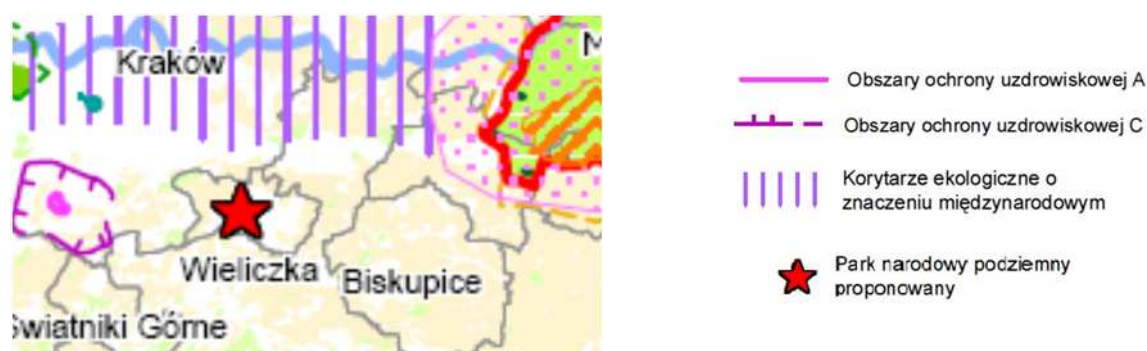 Kraków
M
Wieliczka
Biskupice
Świątniki Górne
Obszary ochrony uzdrowiskowej A
Obszary ochrony uzdrowiskowej C
Korytarze ekologiczne o
znaczeniu międzynarodowym
Park narodowy podziemny
proponowany